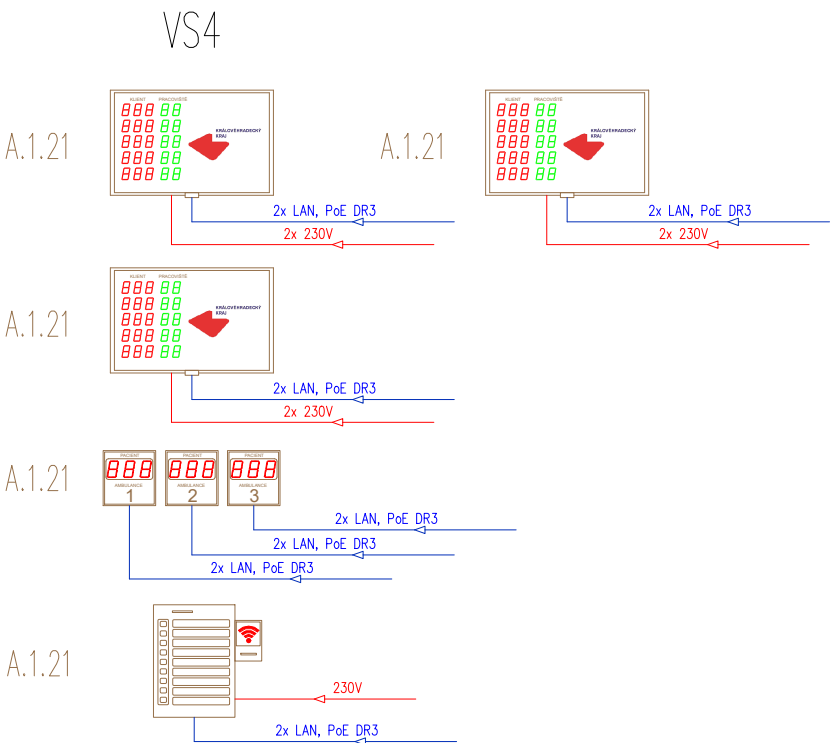 VS4
A.1.21
KLIENT PRACOVIŠTĚ
888 88
888 88
888 88
888 88
888 88
KRÁLOVÉHRADECKÝ
KRAJ
2x LAN, PoE DR3
2x 230V
A.1.21
KLIENT PRACOVIŠTĚ
888 88
888 88
888 88
888 88
888 88
KRÁLOVÉHRADECKÝ
KRAJ
2x LAN, PoE DR3
2x 230V
A.1.21
KLIENT PRACOVIŠTĚ
888 88
888 88
888 88
888 88
888 88
KRÁLOVÉHRADECKÝ
KRAJ
2x LAN, PoE DR3
2x 230V
A.1.21
PACIENT
888
AMBULANCE
1
PACIENT
888
AMBULANCE
2
PACIENT
888
AMBULANCE
3
2x LAN, PoE DR3
2x LAN, PoE DR3
2x LAN, PoE DR3
A.1.21
230V
2x LAN, PoE DR3